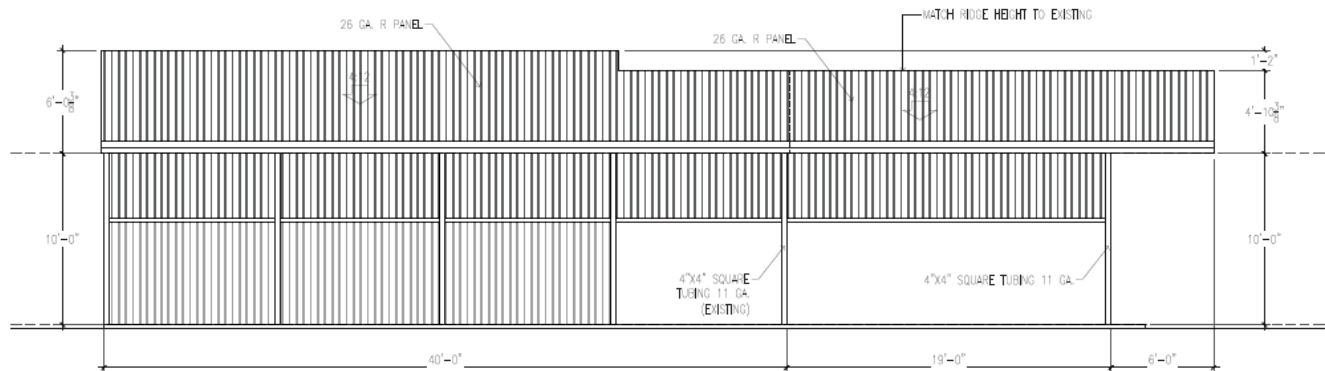 MATCH RIDGE HEIGHT TO EXISTING
26 GA. R PANEL
26 GA. R PANEL
1'-2"
4:12
4:12
6'-0 3/8"
4'-10 3/8"
10'-0"
10'-0"
4"X4" SQUARE
TUBING 11 GA.
(EXISTING)
4"X4" SQUARE TUBING 11 GA.
40'-0"
19'-0"
6'-0"